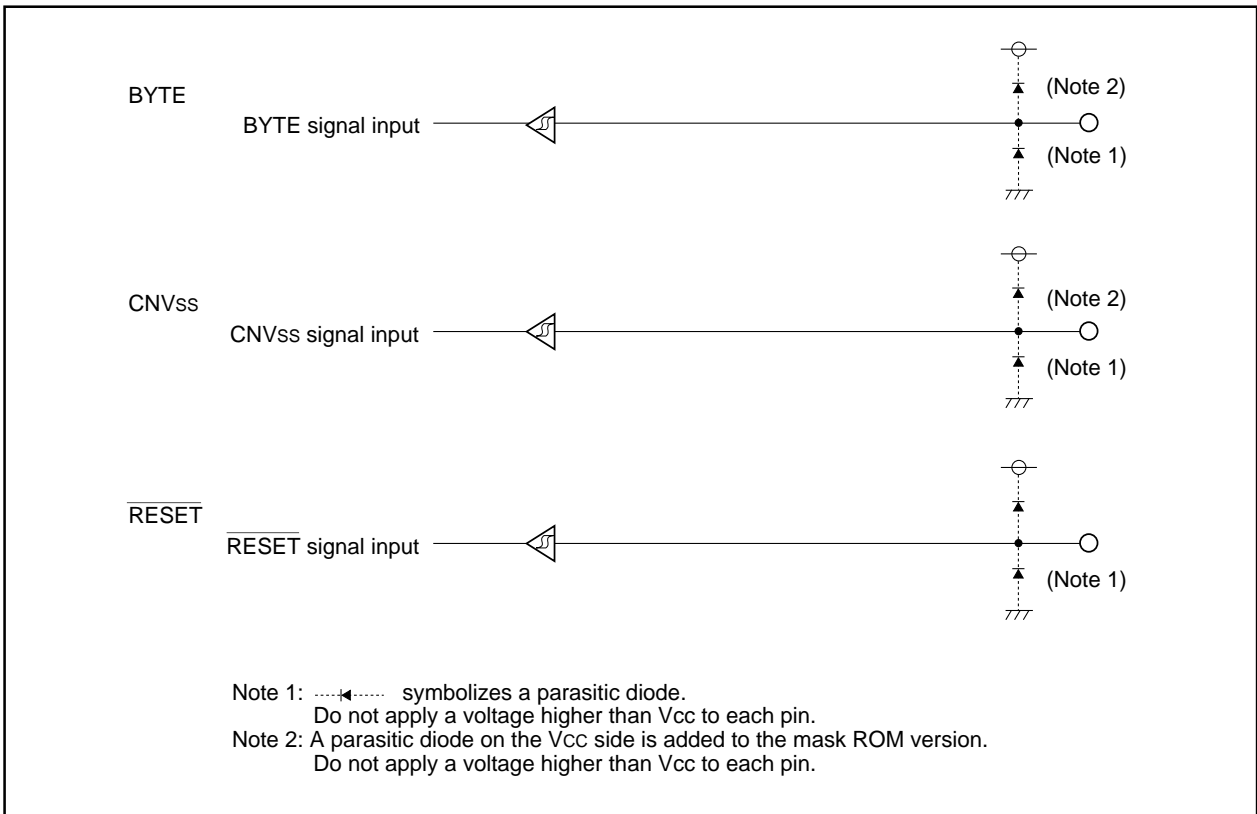 (Note 2)
BYTE
BYTE signal input
(Note 1)
(Note 2)
CNVss
CNVss signal input
(Note 1)
RESET
RESET signal input
(Note 1)
Note 1: symbolizes a parasitic diode.
Do not apply a voltage higher than Vcc to each pin.
Note 2: A parasitic diode on the VCC side is added to the mask ROM version.
Do not apply a voltage higher than Vcc to each pin.